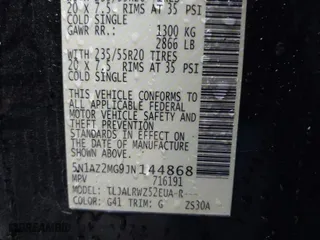 20 X 7.5 RIMS AT 35 PSI
COLD SINGLE
GAWR RR.: 1300 KG
2866 LB
WITH 235/55R20 TIRES
20 X 7.5 RIMS AT 35 PSI
COLD SINGLE
THIS VEHICLE CONFORMS TO
ALL APPLICABLE FEDERAL
MOTOR VEHICLE SAFETY AND
THEFT PREVENTION
STANDARDS IN EFFECT ON
THE DATE OF MANUFACTURE
SHOWN ABOVE.
5N1AZ2MG9JN144868
MPV 716191
MODEL: TLJALRWZ52EUA-R---
COLOR: G41 TRIM: G ZS30A